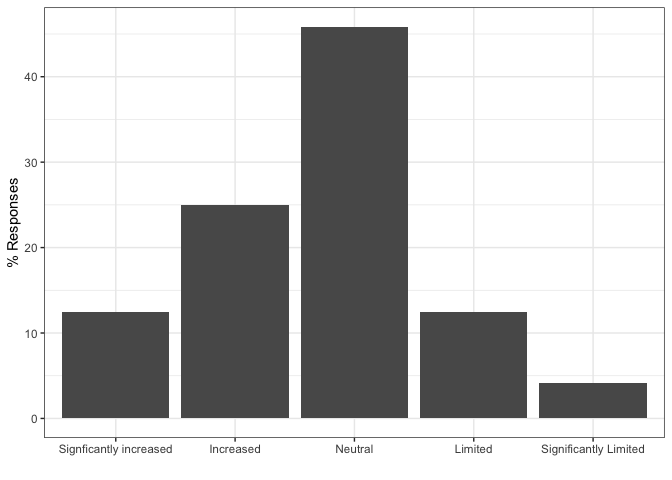 % Responses
40
30
20
10
0
Signficantly increased
Increased
Neutral
Limited
Significantly Limited